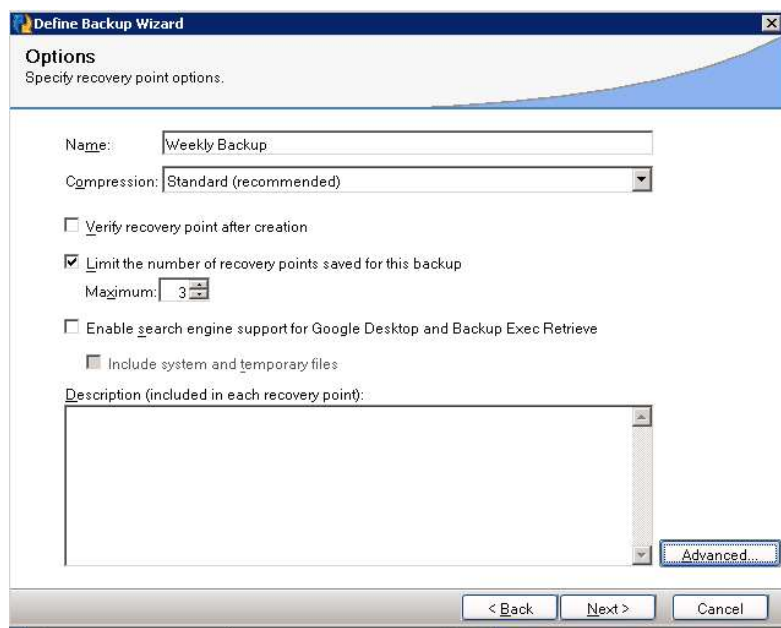 Define Backup Wizard
Options
Specify recovery point options.
Name: Weekly Backup
Compression: Standard (recommended)
Verify recovery point after creation
Limit the number of recovery points saved for this backup
Maximum: 3
Enable search engine support for Google Desktop and Backup Exec Retrieve
Include system and temporary files
Description (included in each recovery point):
Advanced...
< Back Next > Cancel